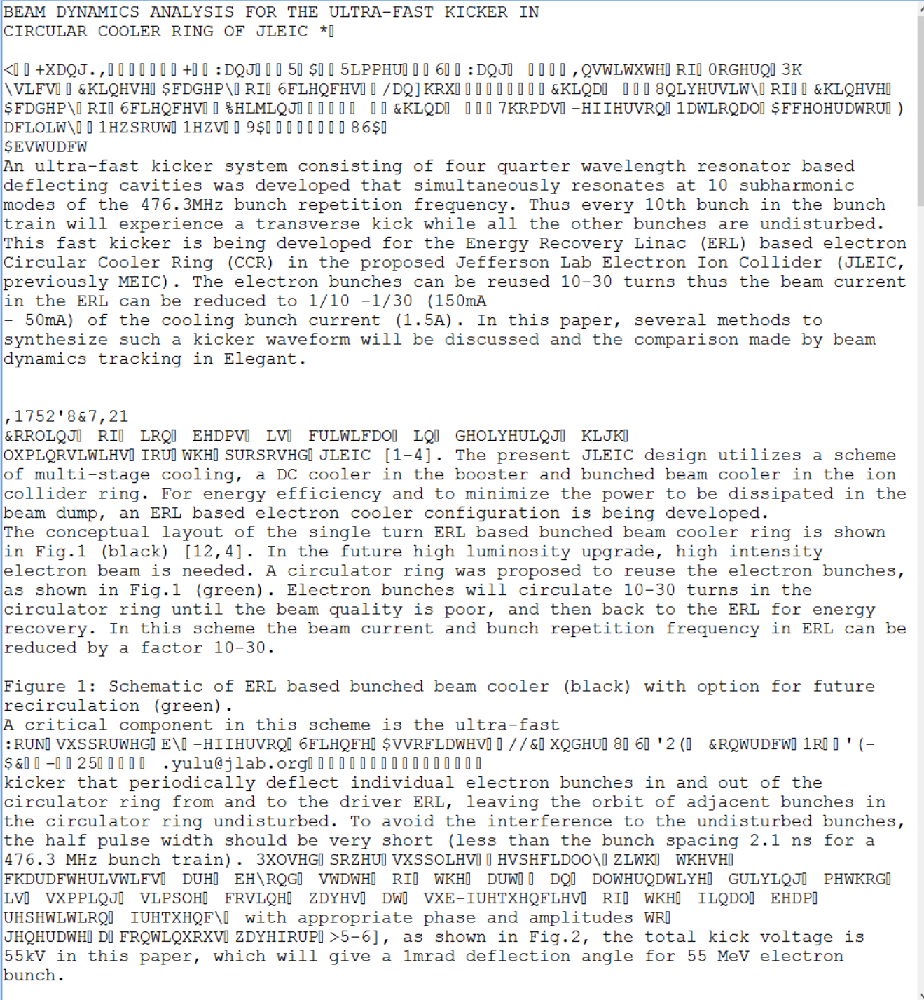 BEAM DYNAMICS ANALYSIS FOR THE ULTRA-FAST KICKER IN
CIRCULAR COOLER RING OF JLEIC *▯

<▯▯+XDQJ.,▯▯▯▯▯▯▯+▯▯:DQJ▯▯▯5▯$▯▯5LPPHU▯▯▯6▯▯:DQJ▯ ▯▯▯▯,QVWLWXWH▯RI▯0RGHUQ▯3K
\VLFV▯▯&KLQHVH▯$FDGHP\▯RI▯6FLHQFHV▯▯/DQ]KRX▯▯▯▯▯▯▯▯▯&KLQD▯ ▯▯▯8QLYHUVLW\▯RI▯▯&KLQHVH▯
$FDGHP\▯RI▯6FLHQFHV▯▯%HLMLQJ▯▯▯▯▯▯ ▯▯&KLQD▯ ▯▯▯7KRPDV▯-HIIHUVRQ▯1DWLRQDO▯$FFHOHUDWRU▯)
DFLOLW\▯▯1HZSRUW▯1HZV▯▯9$▯▯▯▯▯▯▯▯86$▯
$EVWUDFW
An ultra-fast kicker system consisting of four quarter wavelength resonator based
deflecting cavities was developed that simultaneously resonates at 10 subharmonic
modes of the 476.3MHz bunch repetition frequency. Thus every 10th bunch in the bunch
train will experience a transverse kick while all the other bunches are undisturbed.
This fast kicker is being developed for the Energy Recovery Linac (ERL) based electron
Circular Cooler Ring (CCR) in the proposed Jefferson Lab Electron Ion Collider (JLEIC,
previously MEIC). The electron bunches can be reused 10-30 turns thus the beam current
in the ERL can be reduced to 1/10 -1/30 (150mA
- 50mA) of the cooling bunch current (1.5A). In this paper, several methods to
synthesize such a kicker waveform will be discussed and the comparison made by beam
dynamics tracking in Elegant.

,1752'8&7,21
&RROLQJ▯ RI▯ LRQ▯ EHDPV▯ LV▯ FULWLFDO▯ LQ▯ GHOLYHULQJ▯ KLJK▯
OXPLQRVLWLHV▯IRU▯WKH▯SURSRVHG▯JLEIC [1-4]. The present JLEIC design utilizes a scheme
of multi-stage cooling, a DC cooler in the booster and bunched beam cooler in the ion
collider ring. For energy efficiency and to minimize the power to be dissipated in the
beam dump, an ERL based electron cooler configuration is being developed.
The conceptual layout of the single turn ERL based bunched beam cooler ring is shown
in Fig.1 (black) [12,4]. In the future high luminosity upgrade, high intensity
electron beam is needed. A circulator ring was proposed to reuse the electron bunches,
as shown in Fig.1 (green). Electron bunches will circulate 10-30 turns in the
circulator ring until the beam quality is poor, and then back to the ERL for energy
recovery. In this scheme the beam current and bunch repetition frequency in ERL can be
reduced by a factor 10-30.

Figure 1: Schematic of ERL based bunched beam cooler (black) with option for future
recirculation (green).
A critical component in this scheme is the ultra-fast
:RUN▯VXSSRUWHG▯E\▯-HIIHUVRQ▯6FLHQFH▯$VVRFLDWHV▯▯//&▯XQGHU▯8▯6▯'2(▯ &RQWUDFW▯1R▯▯'(-
$&▯▯-▯▯25▯▯▯▯▯ .yulu@jlab.org▯▯▯▯▯▯▯▯▯▯▯▯▯▯▯▯▯
kicker that periodically deflect individual electron bunches in and out of the
circulator ring from and to the driver ERL, leaving the orbit of adjacent bunches in
the circulator ring undisturbed. To avoid the interference to the undisturbed bunches,
the half pulse width should be very short (less than the bunch spacing 2.1 ns for a
476.3 MHz bunch train). 3XOVHG▯SRZHU▯VXSSOLHV▯▯HVSHFLDOO\▯ZLWK▯ WKHVH▯
FKDUDFWHULVWLFV▯ DUH▯ EH\RQG▯ VWDWH▯ RI▯ WKH▯ DUW▯▯ DQ▯ DOWHUQDWLYH▯ GULYLQJ▯ PHWKRG▯
LV▯ VXPPLQJ▯ VLPSOH▯ FRVLQH▯ ZDYHV▯ DW▯ VXE-IUHTXHQFLHV▯ RI▯ WKH▯ ILQDO▯ EHDP▯
UHSHWLWLRQ▯ IUHTXHQF\▯ with appropriate phase and amplitudes WR▯
JHQHUDWH▯D▯FRQWLQXRXV▯ZDYHIRUP▯>5-6], as shown in Fig.2, the total kick voltage is
55kV in this paper, which will give a 1mrad deflection angle for 55 MeV electron
bunch.